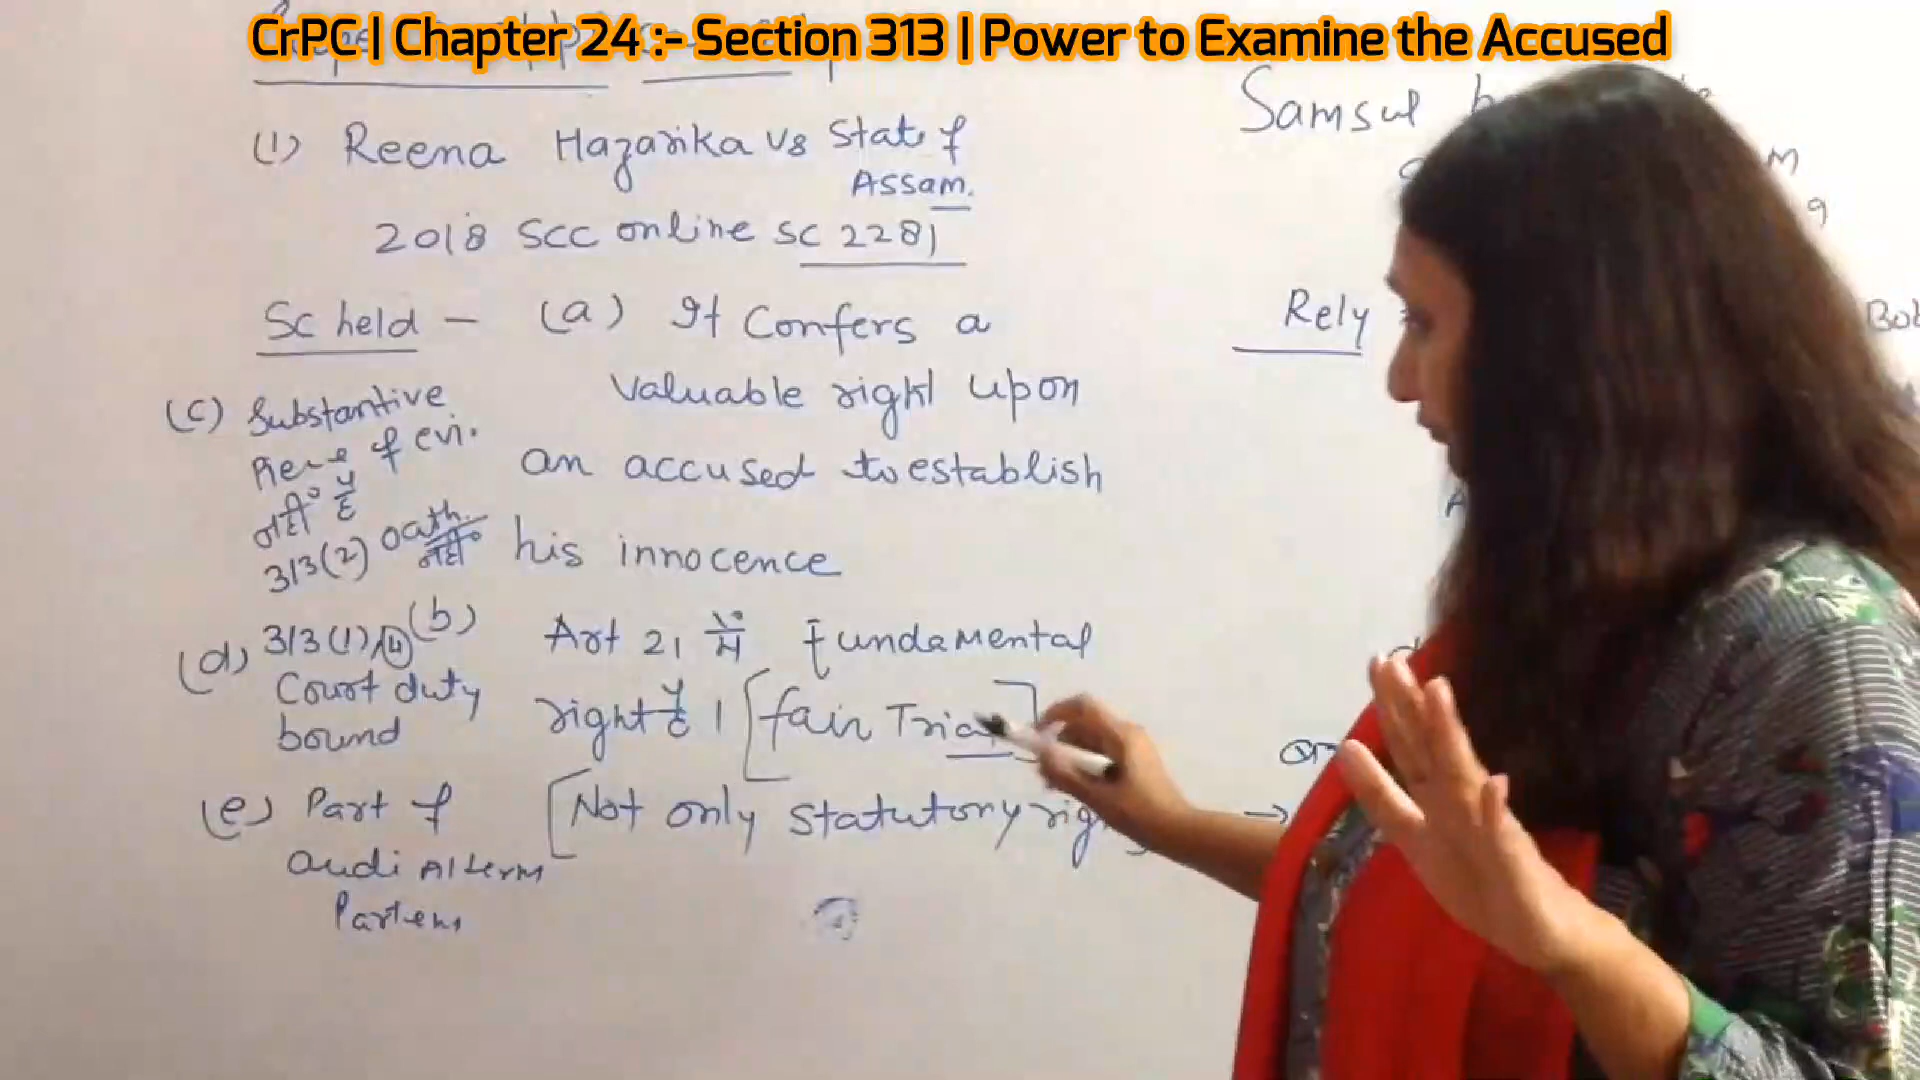 CrPC | Chapter 24 :- Section 313 | Power to Examine the Accused
(1) Reena Hazarika Vs State of
Assam.
2018 SCC online SC 2281
SC held - (a) It Confers a
valuable right upon
an accused to establish
his innocence
(b) Art 21 में fundamental
right है । [fair Trial]
[Not only statutory
(c) Substantive
Piece of evi.
नहीं है
313(2) oath
नहीं
(d) 313(1)(4)
Court duty
bound
(e) Part of
audi Alterm
Partem
Samsul
Rely